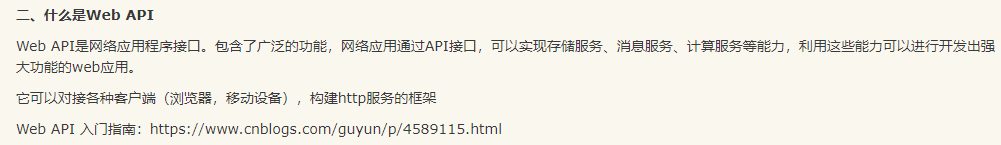 二、什么是Web API
Web API是网络应用程序接口。包含了广泛的功能，网络应用通过API接口，可以实现存储服务、消息服务、计算服务等能力，利用这些能力可以进行开发出强
大功能的web应用。
它可以对接各种客户端（浏览器，移动设备），构建http服务的框架
Web API 入门指南：https://www.cnblogs.com/guyun/p/4589115.html